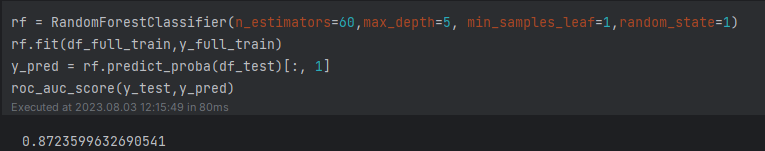 rf = RandomForestClassifier(n_estimators=60,max_depth=5, min_samples_leaf=1,random_state=1)
rf.fit(df_full_train,y_full_train)
y_pred = rf.predict_proba(df_test)[:, 1]
roc_auc_score(y_test,y_pred)
Executed at 2023.08.03 12:15:49 in 80ms
0.8723599632690541